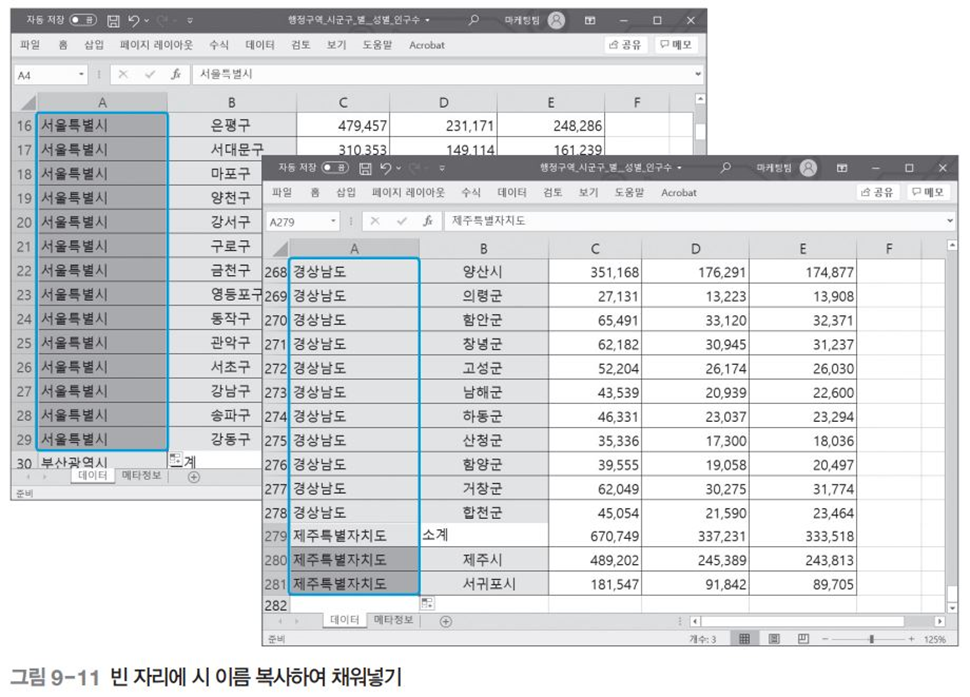 자동 저장 행정구역_시군구_별_성별_인구수 마케팅팀
파일 홈 삽입 페이지 레이아웃 수식 데이터 검토 보기 도움말 Acrobat 공유 메모
A4 fx 서울특별시
A B C D E F
16 서울특별시 은평구 479,457 231,171 248,286
17 서울특별시 서대문구 310,353 149,114 161,239
18 서울특별시 마포구
19 서울특별시 양천구
20 서울특별시 강서구
21 서울특별시 구로구
22 서울특별시 금천구
23 서울특별시 영등포구
24 서울특별시 동작구
25 서울특별시 관악구
26 서울특별시 서초구
27 서울특별시 강남구
28 서울특별시 송파구
29 서울특별시 강동구
30 부산광역시 계
데이터 메타정보
준비
자동 저장 행정구역_시군구_별_성별_인구수 마케팅팀
파일 홈 삽입 페이지 레이아웃 수식 데이터 검토 보기 도움말 Acrobat 공유 메모
A279 fx 제주특별자치도
A B C D E F
268 경상남도 양산시 351,168 176,291 174,877
269 경상남도 의령군 27,131 13,223 13,908
270 경상남도 함안군 65,491 33,120 32,371
271 경상남도 창녕군 62,182 30,945 31,237
272 경상남도 고성군 52,204 26,174 26,030
273 경상남도 남해군 43,539 20,939 22,600
274 경상남도 하동군 46,331 23,037 23,294
275 경상남도 산청군 35,336 17,300 18,036
276 경상남도 함양군 39,555 19,058 20,497
277 경상남도 거창군 62,049 30,275 31,774
278 경상남도 합천군 45,054 21,590 23,464
279 제주특별자치도 소계 670,749 337,231 333,518
280 제주특별자치도 제주시 489,202 245,389 243,813
281 제주특별자치도 서귀포시 181,547 91,842 89,705
282
데이터 메타정보
준비 개수: 3 125%
그림 9-11 빈 자리에 시 이름 복사하여 채워넣기